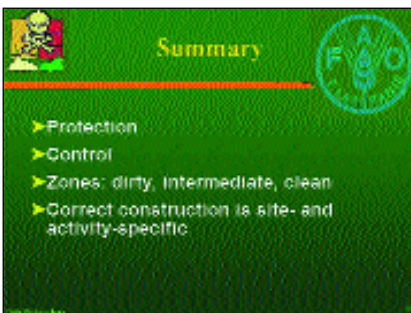 Summary
F A O
➤Protection
➤Control
➤Zones: dirty, intermediate, clean
➤Correct construction is site- and
activity-specific